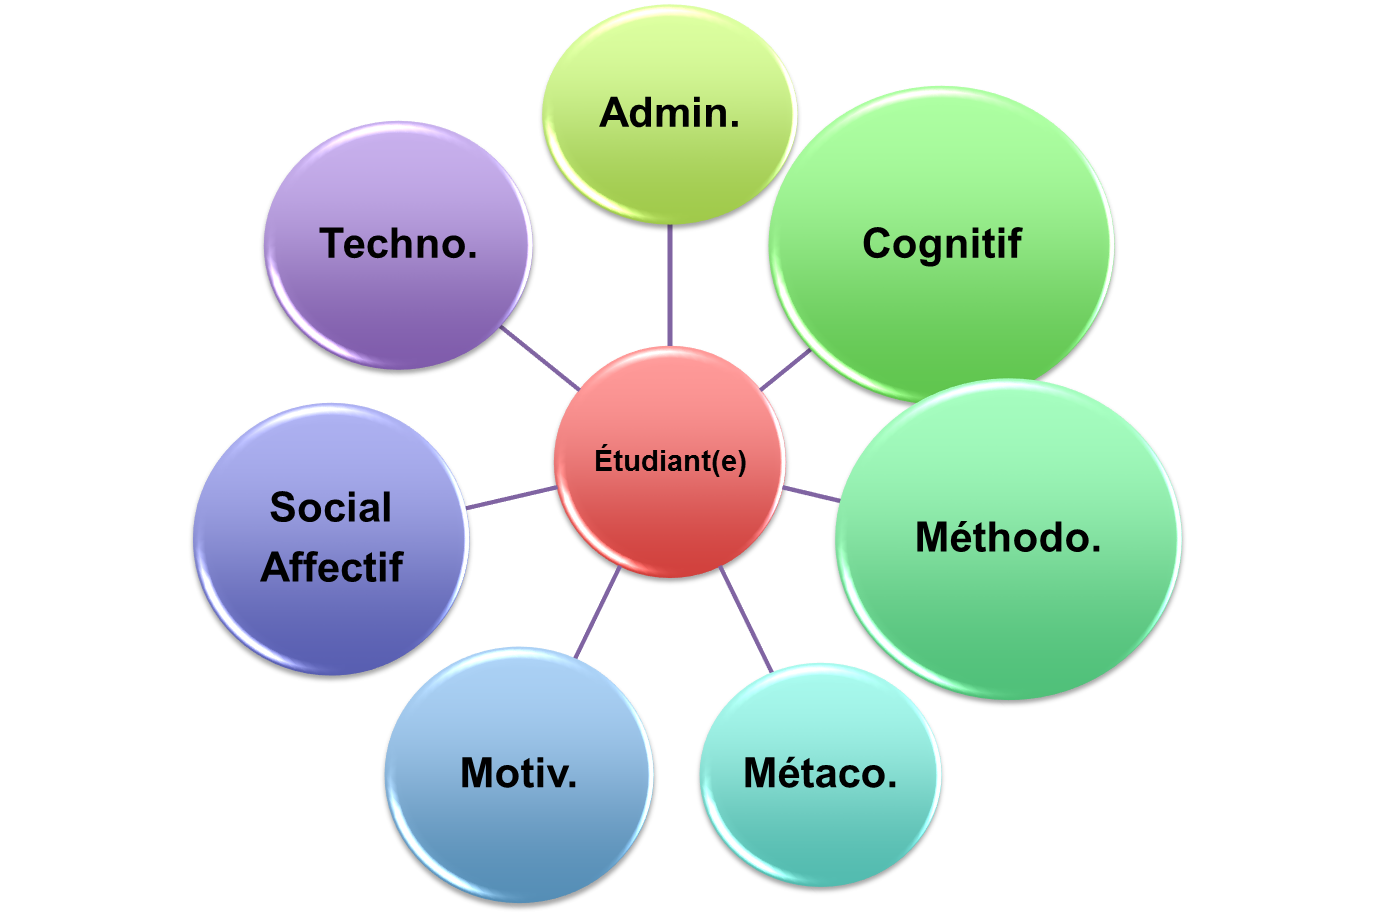 Admin.
Cognitif
Techno.
Étudiant(e)
Social
Affectif
Méthodo.
Motiv.
Métaco.